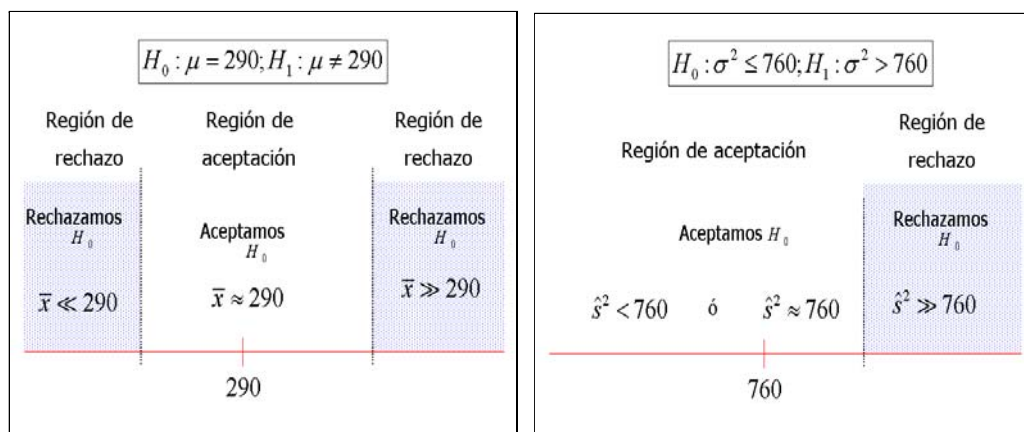 H₀ : μ = 290; H₁ : μ ≠ 290
Región de rechazo
Región de aceptación
Región de rechazo
Rechazamos H₀
Aceptamos H₀
Rechazamos H₀
x̄ ≪ 290
x̄ ≈ 290
x̄ ≫ 290
290
H₀ : σ² ≤ 760; H₁ : σ² > 760
Región de aceptación
Región de rechazo
Aceptamos H₀
Rechazamos H₀
ŝ² < 760 ó ŝ² ≈ 760
ŝ² ≫ 760
760